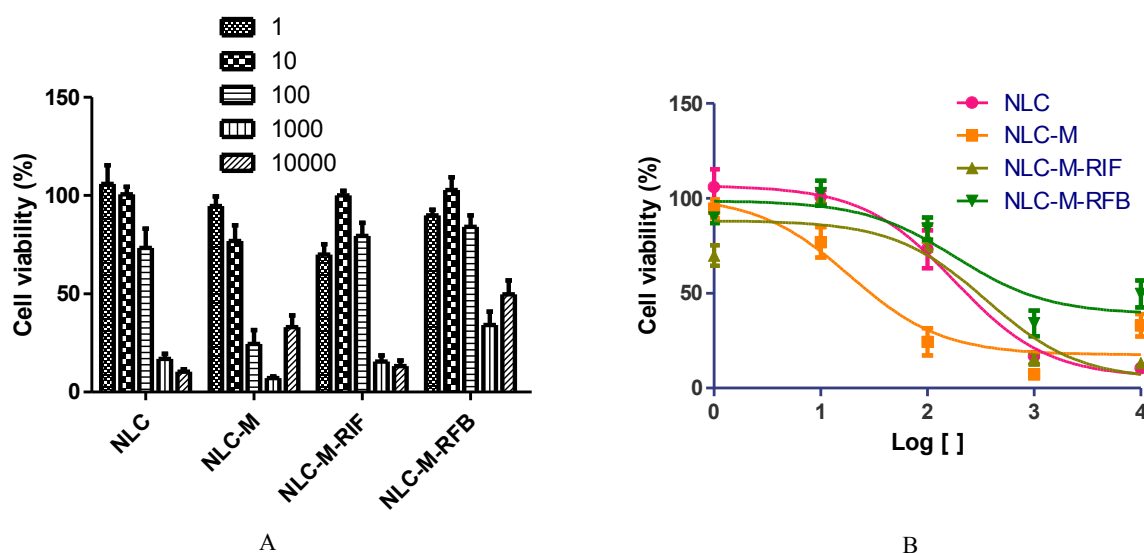 1
10
100
1000
10000
150
100
50
0
Cell viability (%)
NLC
NLC-M
NLC-M-RIF
NLC-M-RFB
A
NLC
NLC-M
NLC-M-RIF
NLC-M-RFB
150
100
50
0
Cell viability (%)
0 1 2 3 4
Log [ ]
B